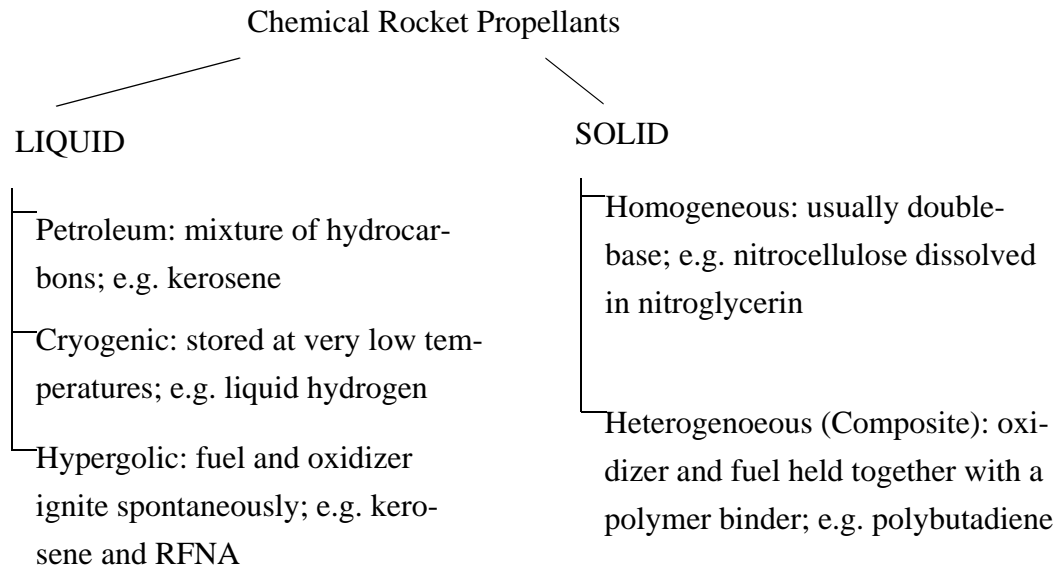 Chemical Rocket Propellants
LIQUID
Petroleum: mixture of hydrocar-
bons; e.g. kerosene
Cryogenic: stored at very low tem-
peratures; e.g. liquid hydrogen
Hypergolic: fuel and oxidizer
ignite spontaneously; e.g. kero-
sene and RFNA
SOLID
Homogeneous: usually double-
base; e.g. nitrocellulose dissolved
in nitroglycerin
Heterogenoeous (Composite): oxi-
dizer and fuel held together with a
polymer binder; e.g. polybutadiene